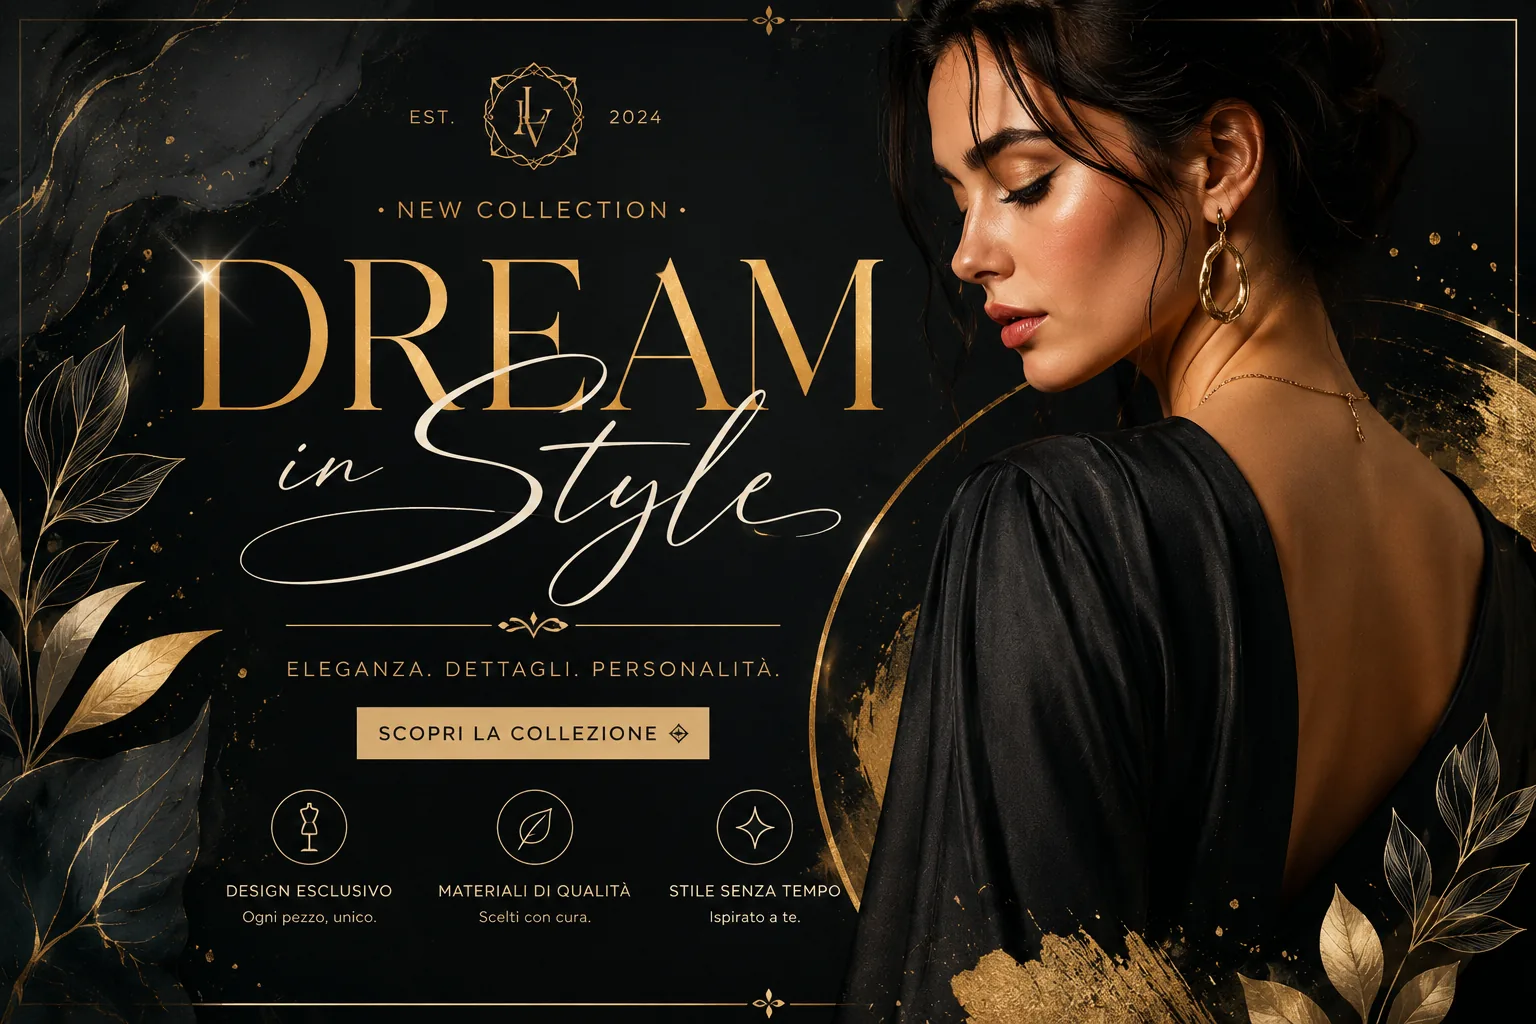 EST. LV 2024
• NEW COLLECTION •
DREAM
in Style
ELEGANZA. DETTAGLI. PERSONALITÀ.
SCOPRI LA COLLEZIONE
DESIGN ESCLUSIVO
Ogni pezzo, unico.
MATERIALI DI QUALITÀ
Scelti con cura.
STILE SENZA TEMPO
Ispirato a te.